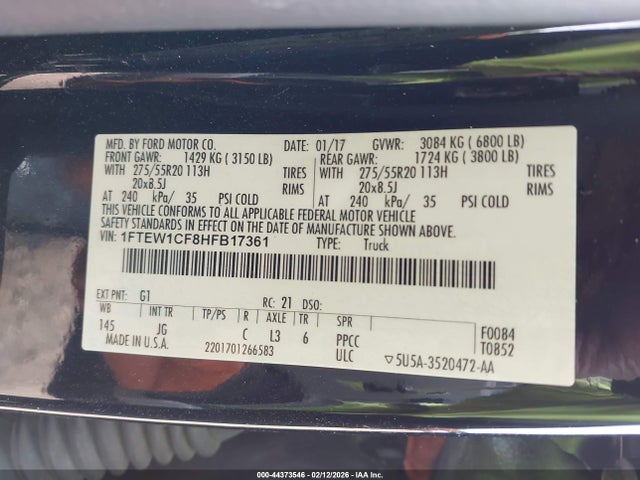 MFD. BY FORD MOTOR CO. DATE: 01/17 GVWR: 3084 KG ( 6800 LB)
FRONT GAWR: 1429 KG ( 3150 LB) REAR GAWR: 1724 KG ( 3800 LB)
WITH 275/55R20 113H TIRES WITH 275/55R20 113H TIRES
20x8.5J RIMS 20x8.5J RIMS
AT 240 kPa/ 35 PSI COLD AT 240 kPa/ 35 PSI COLD
THIS VEHICLE CONFORMS TO ALL APPLICABLE FEDERAL MOTOR VEHICLE
SAFETY STANDARDS IN EFFECT ON THE DATE OF MANUFACTURE SHOWN ABOVE.
VIN: 1FTEW1CF8HFB17361 TYPE: Truck
EXT PNT: G1 RC: 21 DSO:
WB INT TR TP/PS R AXLE TR SPR
145 JG C L3 6 PPCC F0084
MADE IN U.S.A. 2201701266583 ULC ▽5U5A-3520472-AA T0852
000-44373546 - 02/12/2026 - IAA Inc.